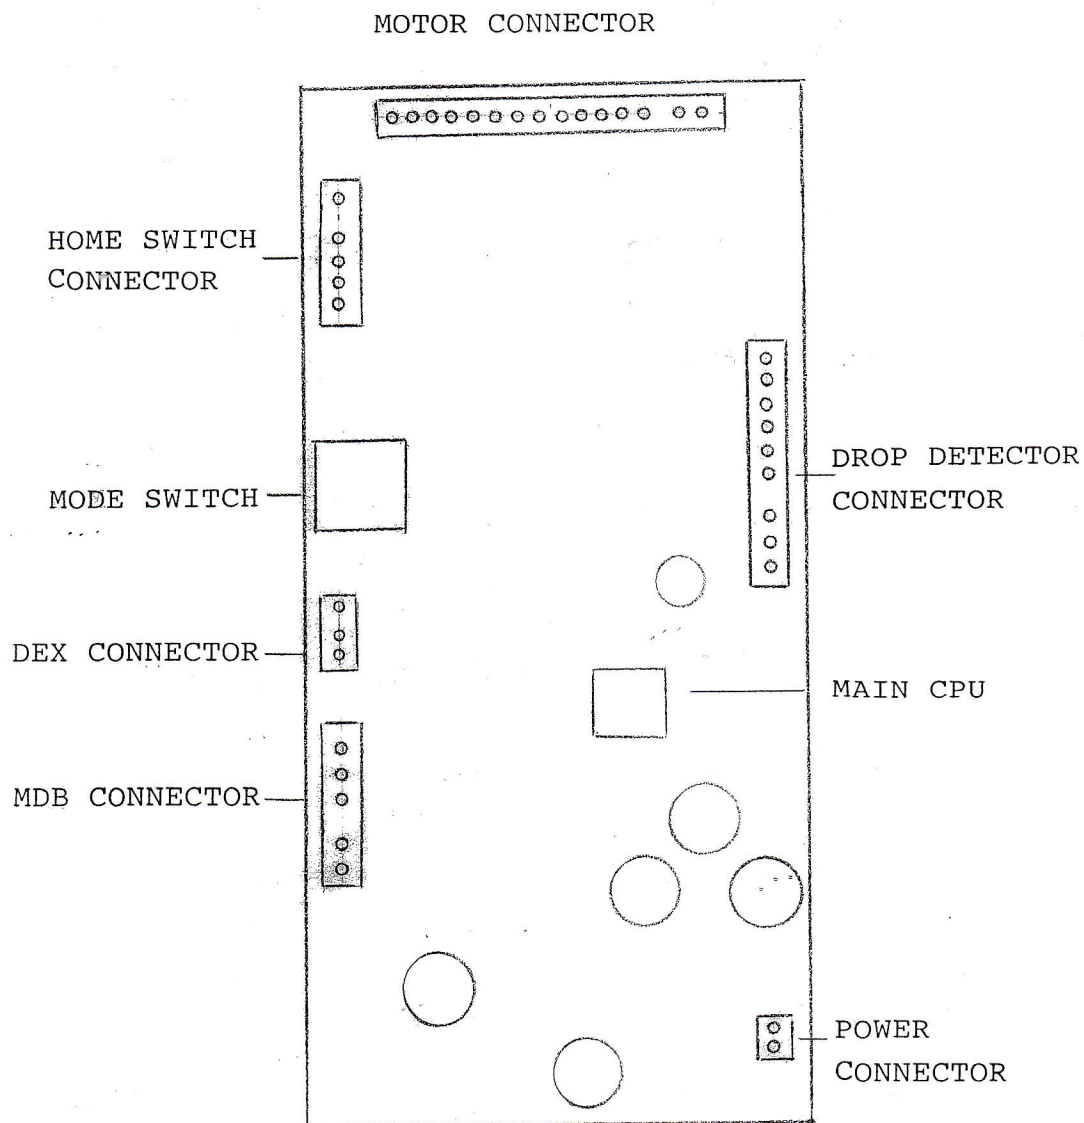 MOTOR CONNECTOR
HOME SWITCH
CONNECTOR
DROP DETECTOR
CONNECTOR
MODE SWITCH
DEX CONNECTOR
MAIN CPU
MDB CONNECTOR
POWER
CONNECTOR